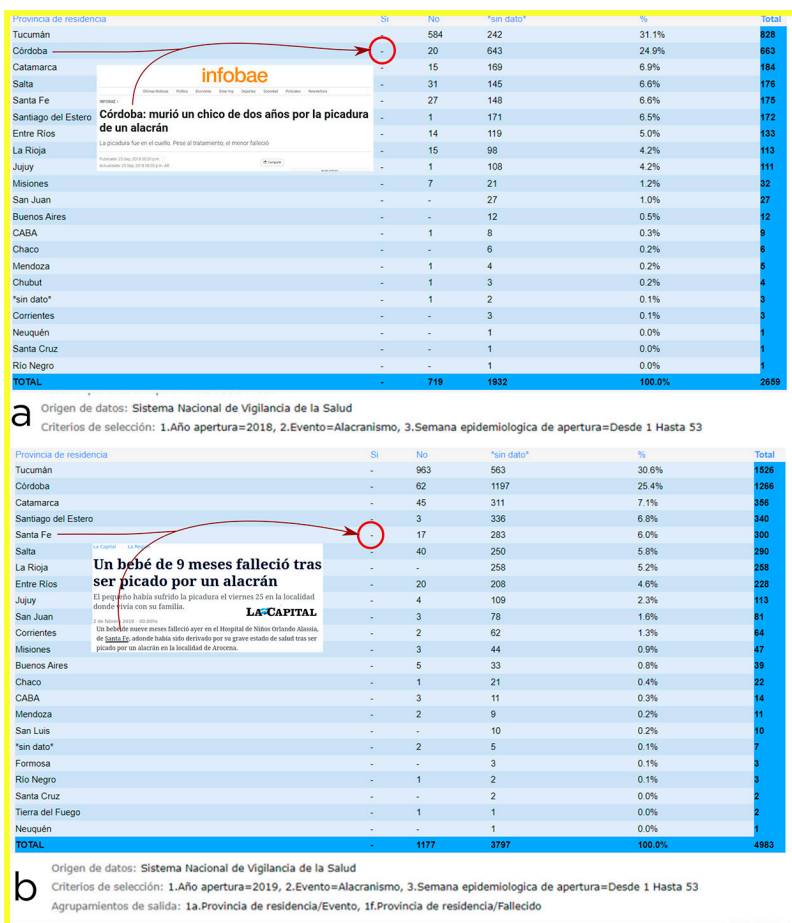 Provincia de residencia Si No *sin dato* % Total
Tucumán - 584 242 31.1% 828
Córdoba - 20 643 24.9% 663
Catamarca - 15 169 6.9% 184
Salta - 31 145 6.6% 176
Santa Fe - 27 148 6.6% 175
Santiago del Estero - 1 171 6.5% 172
Entre Ríos - 14 119 5.0% 133
La Rioja - 15 98 4.2% 113
Jujuy - 1 108 4.2% 111
Misiones - 7 21 1.2% 32
San Juan - - 27 1.0% 27
Buenos Aires - - 12 0.5% 12
CABA - 1 8 0.3% 9
Chaco - - 6 0.2% 6
Mendoza - 1 4 0.2% 5
Chubut - 1 3 0.2% 4
*sin dato* - 1 2 0.1% 3
Corrientes - - 3 0.1% 3
Neuquén - - 1 0.0% 1
Santa Cruz - - 1 0.0% 1
Río Negro - - 1 0.0% 1
TOTAL - 719 1932 100.0% 2659
infobae
Últimas Noticias Política Economía Dólar hoy Deportes Sociedad Policiales Newsletters
INFOBAE >
Córdoba: murió un chico de dos años por la picadura
de un alacrán
La picadura fue en el cuello. Pese al tratamiento, el menor falleció
Compartir
a
Origen de datos: Sistema Nacional de Vigilancia de la Salud
Criterios de selección: 1.Año apertura=2018, 2.Evento=Alacranismo, 3.Semana epidemiologica de apertura=Desde 1 Hasta 53
Provincia de residencia Si No *sin dato* % Total
Tucumán - 963 563 30.6% 1526
Córdoba - 62 1197 25.4% 1266
Catamarca - 45 311 7.1% 356
Santiago del Estero - 3 336 6.8% 340
Santa Fe - 17 283 6.0% 300
Salta - 40 250 5.8% 290
La Rioja - - 258 5.2% 258
Entre Ríos - 20 208 4.6% 228
Jujuy - 4 109 2.3% 113
San Juan - 3 78 1.6% 81
Corrientes - 2 62 1.3% 64
Misiones - 3 44 0.9% 47
Buenos Aires - 5 33 0.8% 39
Chaco - 1 21 0.4% 22
CABA - 3 11 0.3% 14
Mendoza - 2 9 0.2% 11
San Luis - - 10 0.2% 10
*sin dato* - 2 5 0.1% 7
Formosa - - 3 0.1% 3
Río Negro - 1 2 0.1% 3
Santa Cruz - - 2 0.0% 2
Tierra del Fuego - 1 1 0.0% 2
Neuquén - - 1 0.0% 1
TOTAL - 1177 3797 100.0% 4983
La Capital La Región
Un bebé de 9 meses falleció tras
ser picado por un alacrán
El pequeño había sufrido la picadura el viernes 25 en la localidad
donde vivía con su familia.
LA CAPITAL
2 de febrero 2019 · 00:00hs
Un bebé de nueve meses falleció ayer en el Hospital de Niños Orlando Alassia,
de Santa Fe, adonde había sido derivado por su grave estado de salud tras ser
picado por un alacrán en la localidad de Arocena.
b
Origen de datos: Sistema Nacional de Vigilancia de la Salud
Criterios de selección: 1.Año apertura=2019, 2.Evento=Alacranismo, 3.Semana epidemiologica de apertura=Desde 1 Hasta 53
Agrupamientos de salida: 1a.Provincia de residencia/Evento, 1f.Provincia de residencia/Fallecido